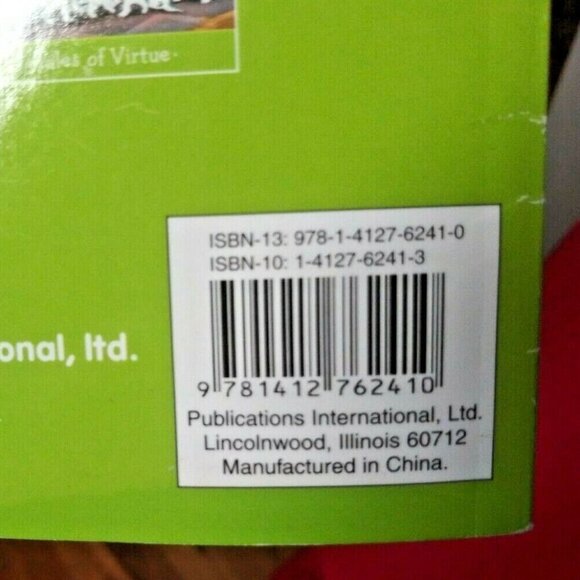 Tales of Virtue
ISBN-13: 978-1-4127-6241-0
ISBN-10: 1-4127-6241-3
onal, ltd.
9 781412 762410
Publications International, Ltd.
Lincolnwood, Illinois 60712
Manufactured in China.